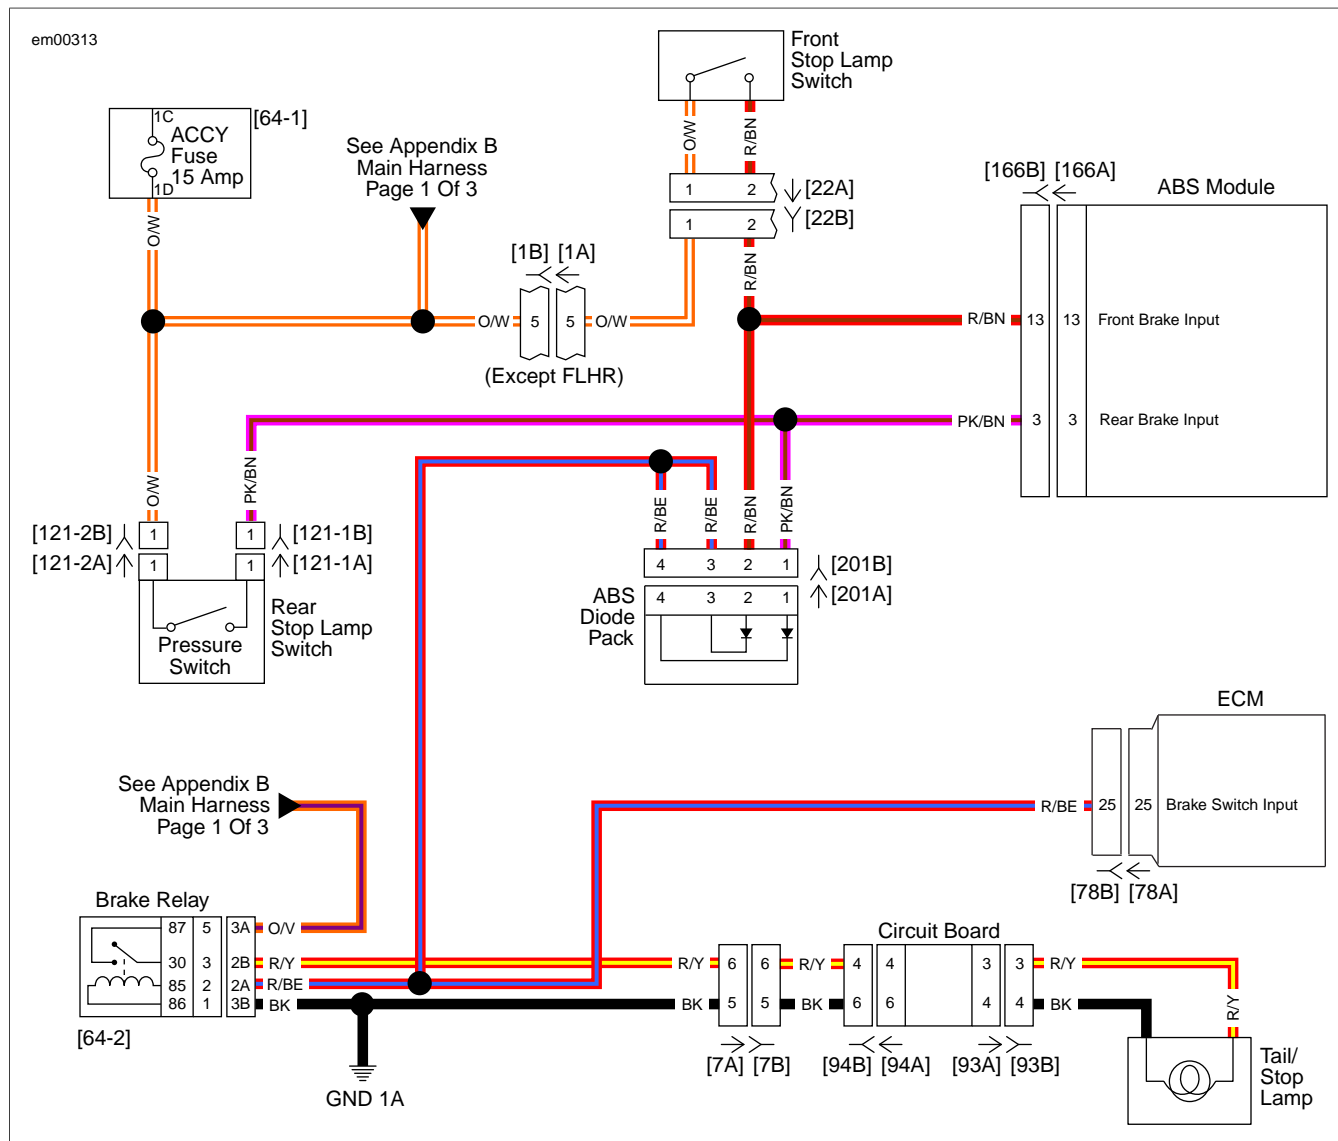 em00313
Front
Stop Lamp
Switch
1C
[64-1]
ACCY
Fuse
15 Amp
1D
See Appendix B
Main Harness
Page 1 Of 3
O/W
R/BN
O/W
1 2 [22A]
1 2 [22B]
[166B] [166A]
ABS Module
[1B] [1A]
R/BN
O/W 5 5 O/W
(Except FLHR)
R/BN 13 13 Front Brake Input
PK/BN 3 3 Rear Brake Input
O/W
PK/BN
R/BE
R/BE
R/BN
PK/BN
[121-2B] 1 1 [121-1B]
[121-2A] 1 1 [121-1A]
4 3 2 1 [201B]
4 3 2 1 [201A]
ABS
Diode
Pack
Rear
Stop Lamp
Switch
Pressure
Switch
ECM
See Appendix B
Main Harness
Page 1 Of 3
R/BE 25 25 Brake Switch Input
[78B] [78A]
Brake Relay
87 5 3A O/V
30 3 2B R/Y
85 2 2A R/BE
86 1 3B BK
[64-2]
GND 1A
Circuit Board
R/Y 6 6 R/Y 4 4 3 3 R/Y
BK 5 5 BK 6 6 4 4 BK
R/Y
[7A] [7B] [94B] [94A] [93A] [93B]
Tail/
Stop
Lamp